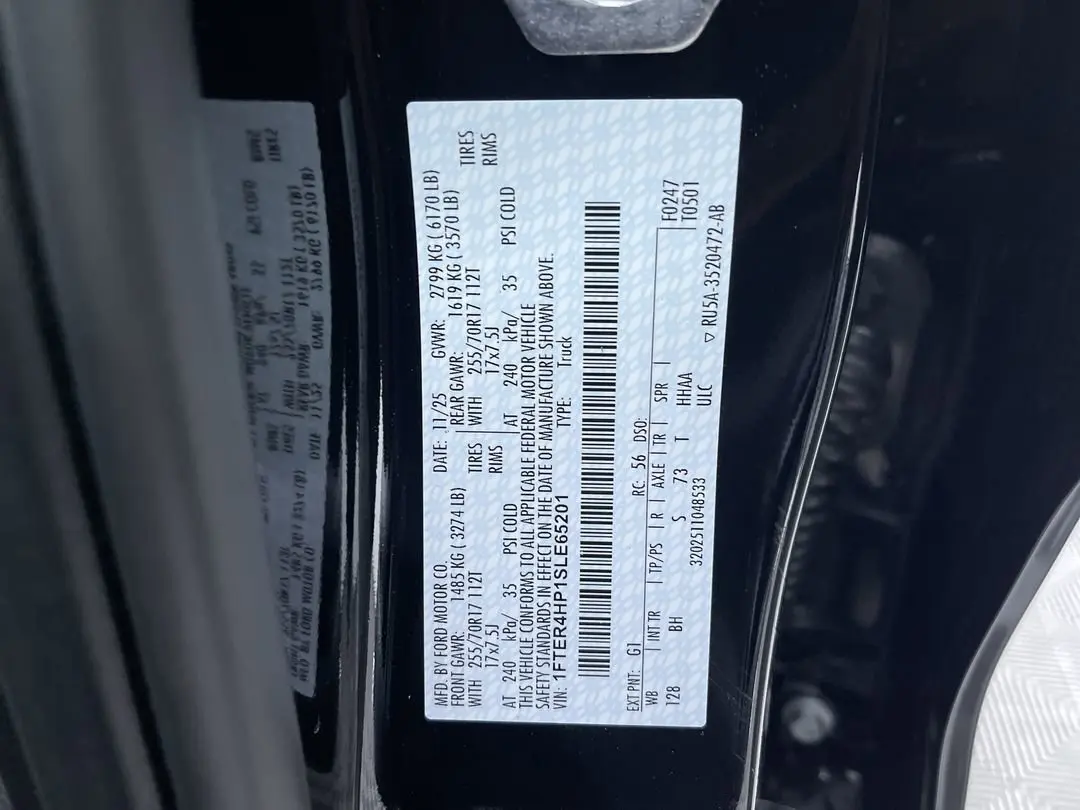 MFD. BY FORD MOTOR CO. DATE: 11/25 GVWR: 2799 KG ( 6170 LB)
FRONT GAWR: 1485 KG ( 3274 LB) REAR GAWR: 1619 KG ( 3570 LB)
WITH 255/70R17 112T TIRES WITH 255/70R17 112T TIRES
17x7.5J RIMS 17x7.5J RIMS
AT 240 kPa/ 35 PSI COLD AT 240 kPa/ 35 PSI COLD
THIS VEHICLE CONFORMS TO ALL APPLICABLE FEDERAL MOTOR VEHICLE
SAFETY STANDARDS IN EFFECT ON THE DATE OF MANUFACTURE SHOWN ABOVE.
VIN: 1FTER4HP1SLE65201 TYPE: Truck
EXT PNT: G1 RC: 56 DSO: F0247
WB INT TR TP/PS R AXLE TR SPR T0501
128 BH S 73 T HHAA
3202511048533 ULC
▽ RU5A-3520472-AB